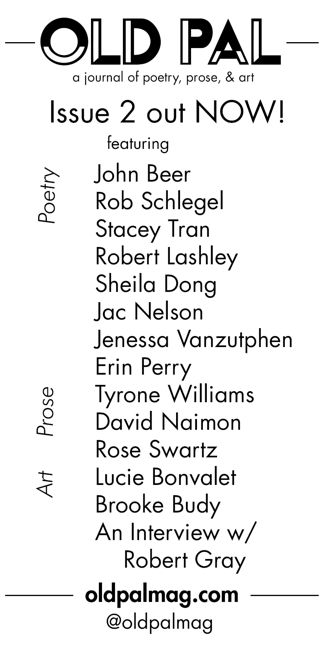 OLD PAL
a journal of poetry, prose, & art
Issue 2 out NOW!
featuring
Poetry
John Beer
Rob Schlegel
Stacey Tran
Robert Lashley
Sheila Dong
Jac Nelson
Jenessa Vanzutphen
Erin Perry
Prose
Tyrone Williams
David Naimon
Rose Swartz
Art
Lucie Bonvalet
Brooke Budy
An Interview w/
Robert Gray
oldpalmag.com
@oldpalmag